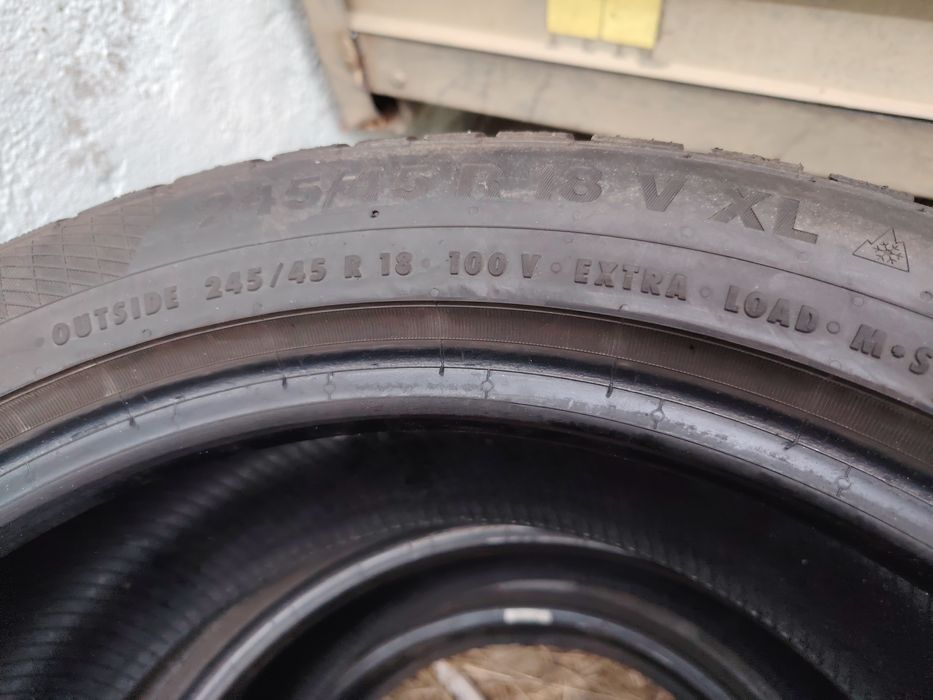 245/45 R 18 V XL
OUTSIDE 245/45 R 18 · 100 V · EXTRA · LOAD · M•S